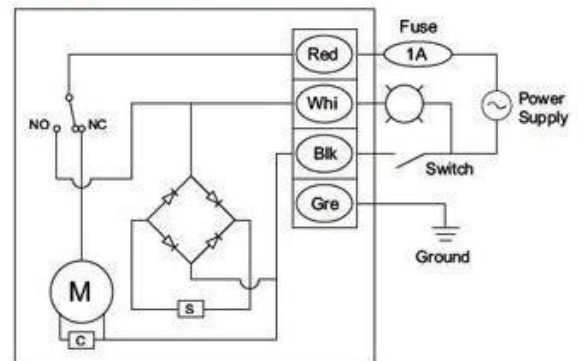 Fuse
Red
1A
NO
NC
Whi
Power
Supply
Blk
Switch
Gre
Ground
M
S
C